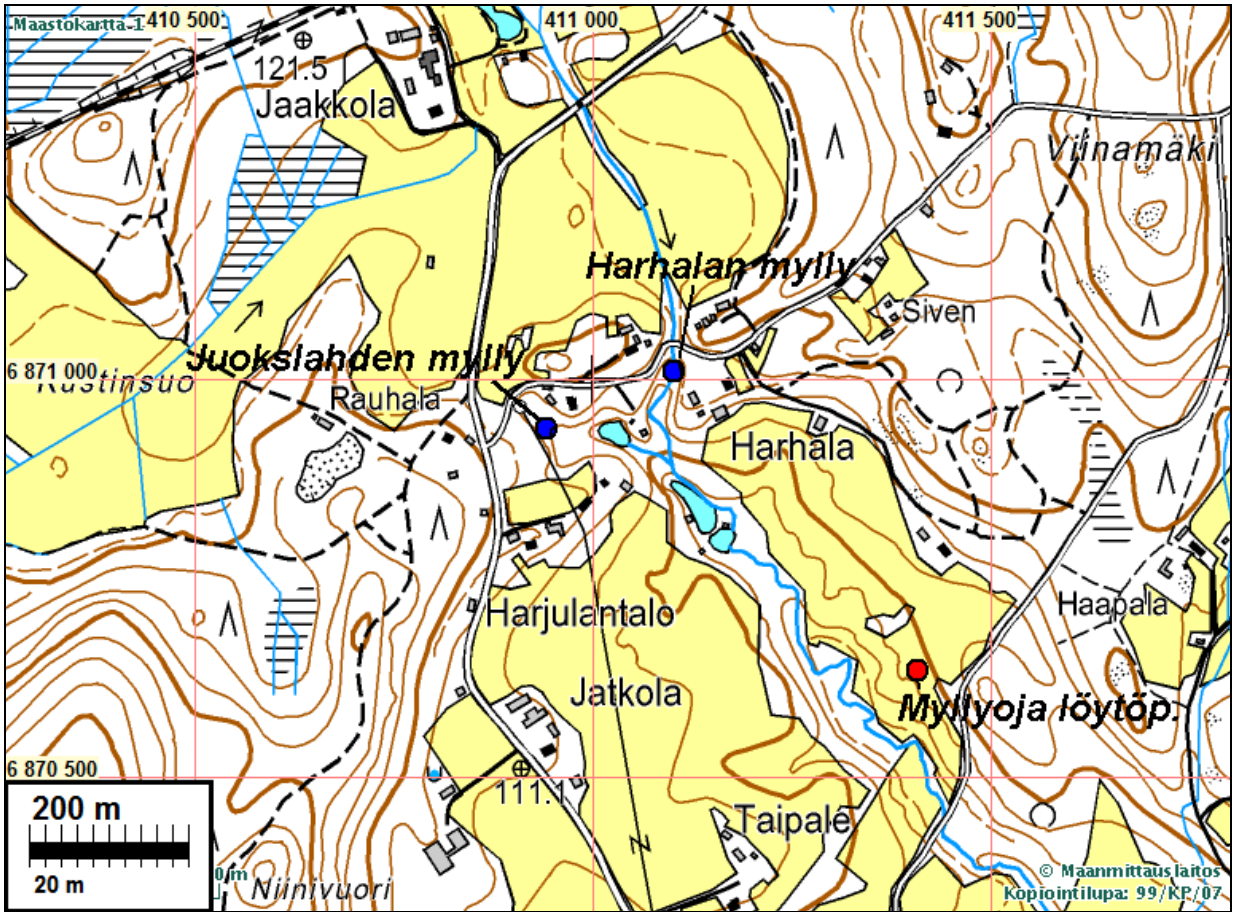 Maastokartta 1
410 500
411 000
411 500
121.5
Jaakkola
Viinamäki
Harhalan mylly
Siven
Juokslahden mylly
6 871 000
Kustinsuo
Rauhala
Harhala
Harjulantalo
Haapala
Jatkola
Myllyoja löytöp.
6 870 500
111.1
200 m
Taipale
20 m
0 m
Niinivuori
© Maanmittauslaitos
Kopiointilupa: 99/KP/07